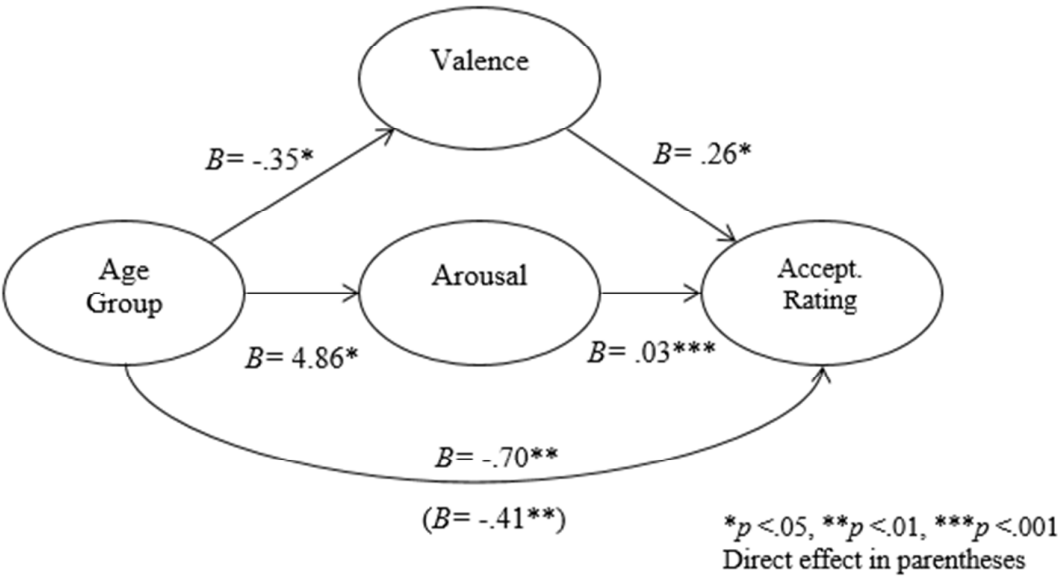 Valence
B= -.35*
B= .26*
Age
Group
Arousal
Accept.
Rating
B= 4.86*
B= .03***
B= -.70**
(B= -.41**)
*p <.05, **p <.01, ***p <.001
Direct effect in parentheses